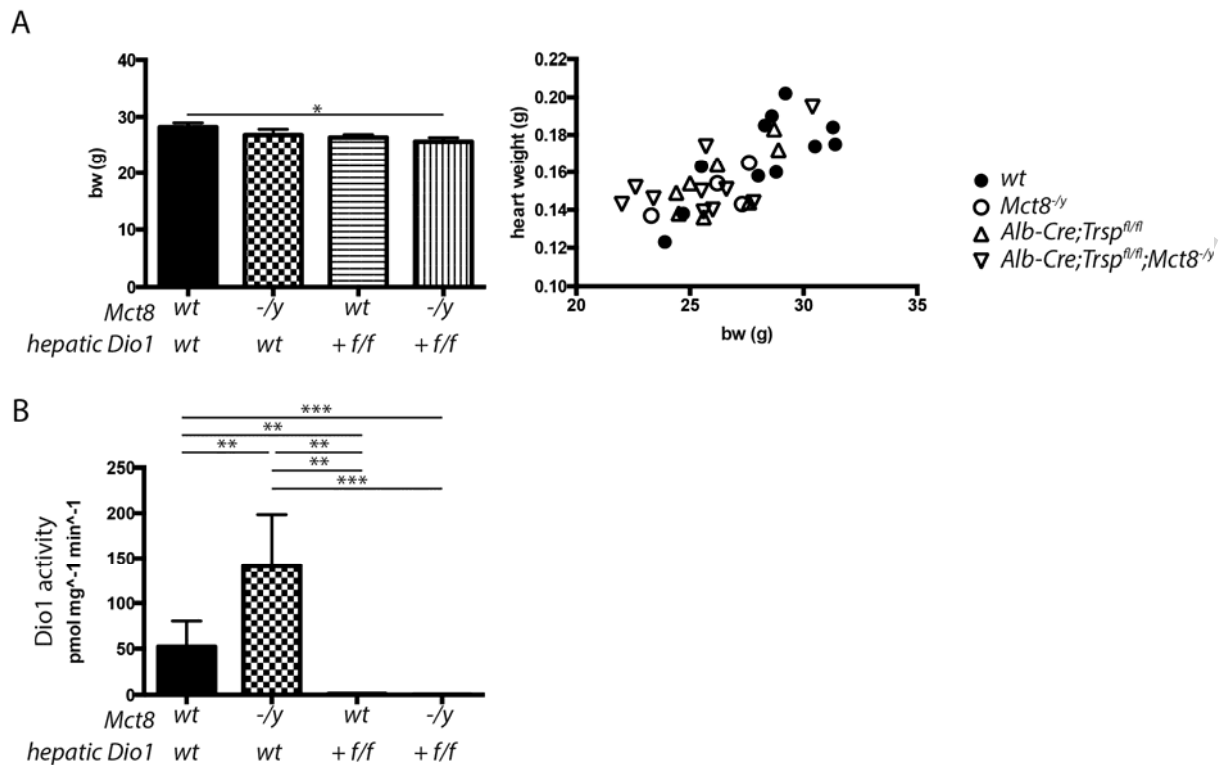 A
40
30
20
10
0
bw (g)
*
Mct8 wt -/y wt -/y
hepatic Dio1 wt wt + f/f + f/f
0.22
0.20
0.18
0.16
0.14
0.12
0.10
heart weight (g)
20 25 30 35
bw (g)
wt
Mct8-/y
Alb-Cre;Trspfl/fl
Alb-Cre;Trspfl/fl;Mct8-/y
B
***
**
** **
**
***
250
200
150
100
50
0
Dio1 activity
pmol mg^-1 min^-1
Mct8 wt -/y wt -/y
hepatic Dio1 wt wt + f/f + f/f